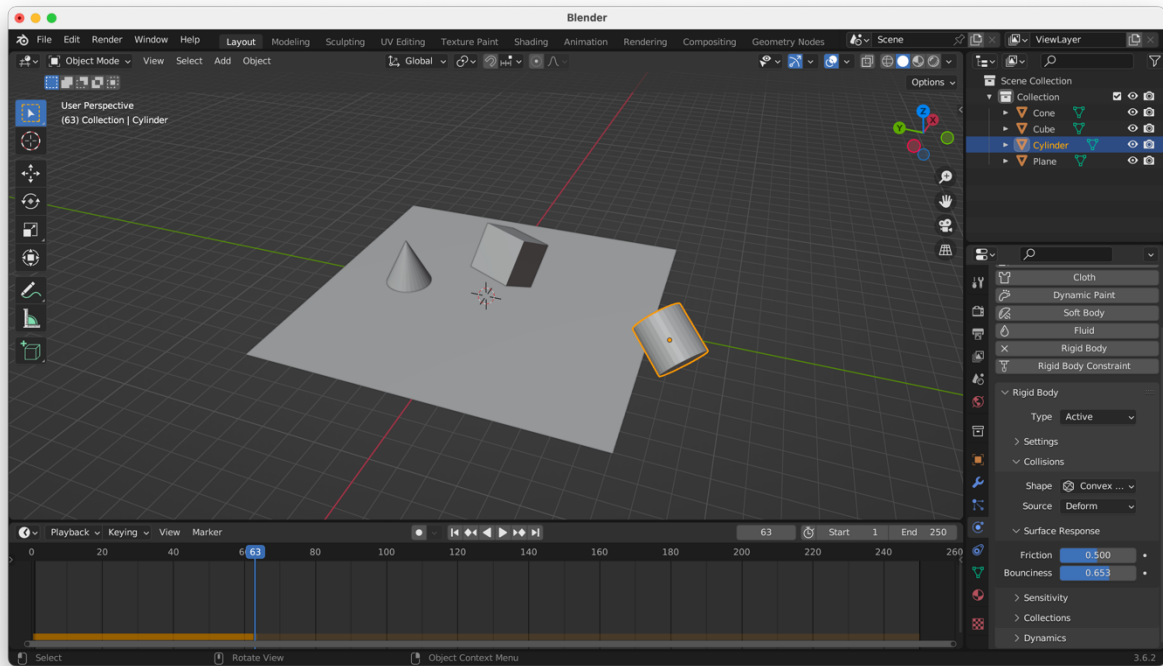 Blender
File Edit Render Window Help Layout Modeling Sculpting UV Editing Texture Paint Shading Animation Rendering Compositing Geometry Nodes Scene ViewLayer
Object Mode View Select Add Object Global
Options
User Perspective
(63) Collection | Cylinder
Z
X
Y
Scene Collection
Collection
Cone
Cube
Cylinder
Plane
Cloth
Dynamic Paint
Soft Body
Fluid
Rigid Body
Rigid Body Constraint
Rigid Body
Type Active
Settings
Collisions
Shape Convex ...
Source Deform
Surface Response
Friction 0.500
Bounciness 0.653
Sensitivity
Collections
Dynamics
Playback Keying View Marker 63 Start 1 End 250
0 20 40 63 80 100 120 140 160 180 200 220 240 260
Select Rotate View Object Context Menu 3.6.2